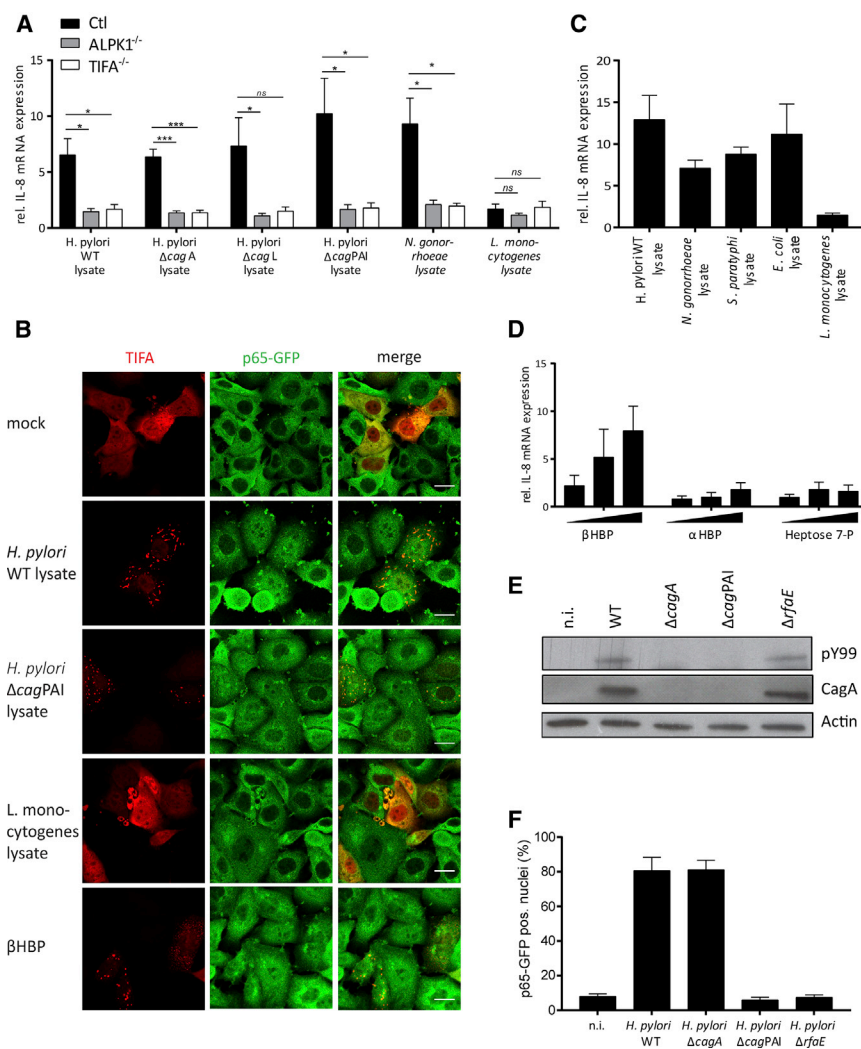 A
Ctl
ALPK1-/-
TIFA-/-
rel. IL-8 mRNA expression
15
10
5
0
* *
*** ***
* ns
* *
* *
ns ns
H. pylori
WT
lysate
H. pylori
ΔcagA
lysate
H. pylori
Δcag L
lysate
H. pylori
ΔcagPAI
lysate
N. gonor-
rhoeae
lysate
L. mono-
cytogenes
lysate
C
rel. IL-8 mRNA expression
20
15
10
5
0
H. pylori WT
lysate
N. gonorrhoeae
lysate
S. paratyphi
lysate
E. coli
lysate
L. monocytogenes
lysate
B
TIFA p65-GFP merge
mock
H. pylori
WT lysate
H. pylori
ΔcagPAI
lysate
L. mono-
cytogenes
lysate
βHBP
D
rel. IL-8 mRNA expression
15
10
5
0
βHBP αHBP Heptose 7-P
E
n.i. WT ΔcagA ΔcagPAI ΔrfaE
pY99
CagA
Actin
F
p65-GFP pos. nuclei (%)
100
80
60
40
20
0
n.i.
H. pylori
WT
H. pylori
ΔcagA
H. pylori
ΔcagPAI
H. pylori
ΔrfaE